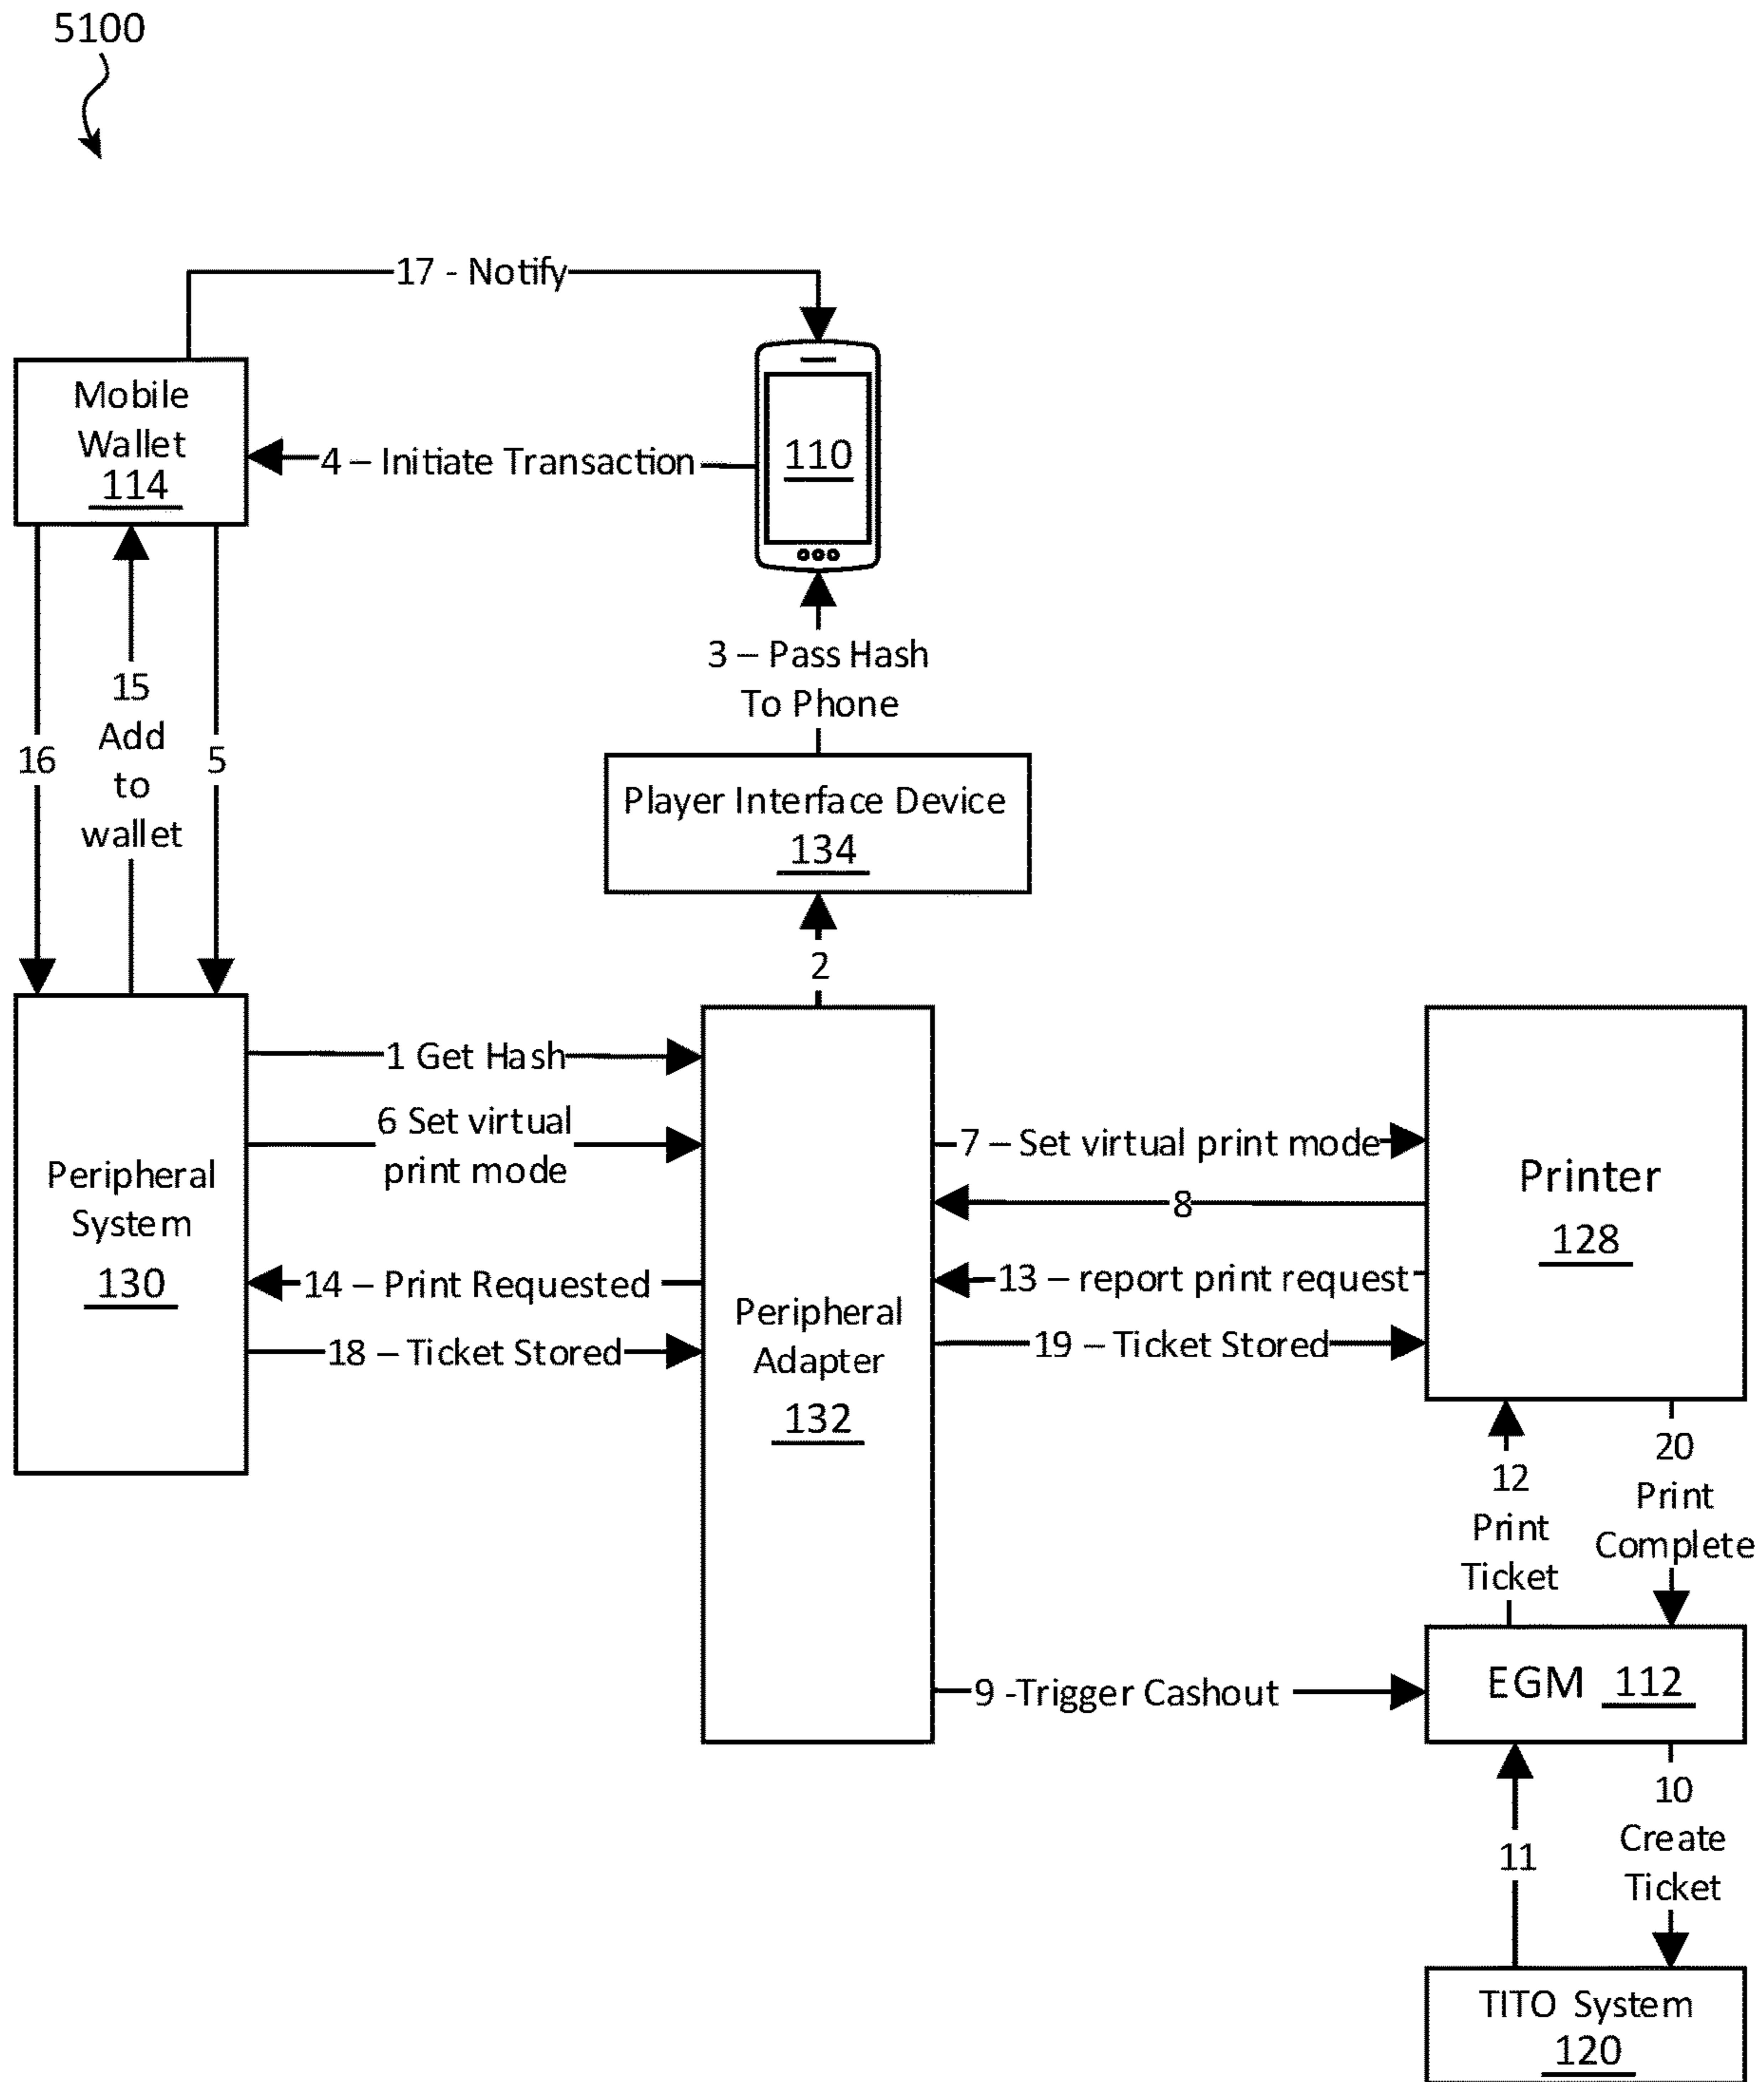 5100
17 - Notify
Mobile
Wallet
114
4 – Initiate Transaction
110
3 – Pass Hash
To Phone
15
Add
to
wallet
16
5
Player Interface Device
134
2
1 Get Hash
6 Set virtual
print mode
7 – Set virtual print mode
8
Peripheral
System
130
Printer
128
14 – Print Requested
13 – report print request
18 – Ticket Stored
19 – Ticket Stored
Peripheral
Adapter
132
12
Print
Ticket
20
Print
Complete
9 -Trigger Cashout
EGM 112
11
10
Create
Ticket
TITO System
120